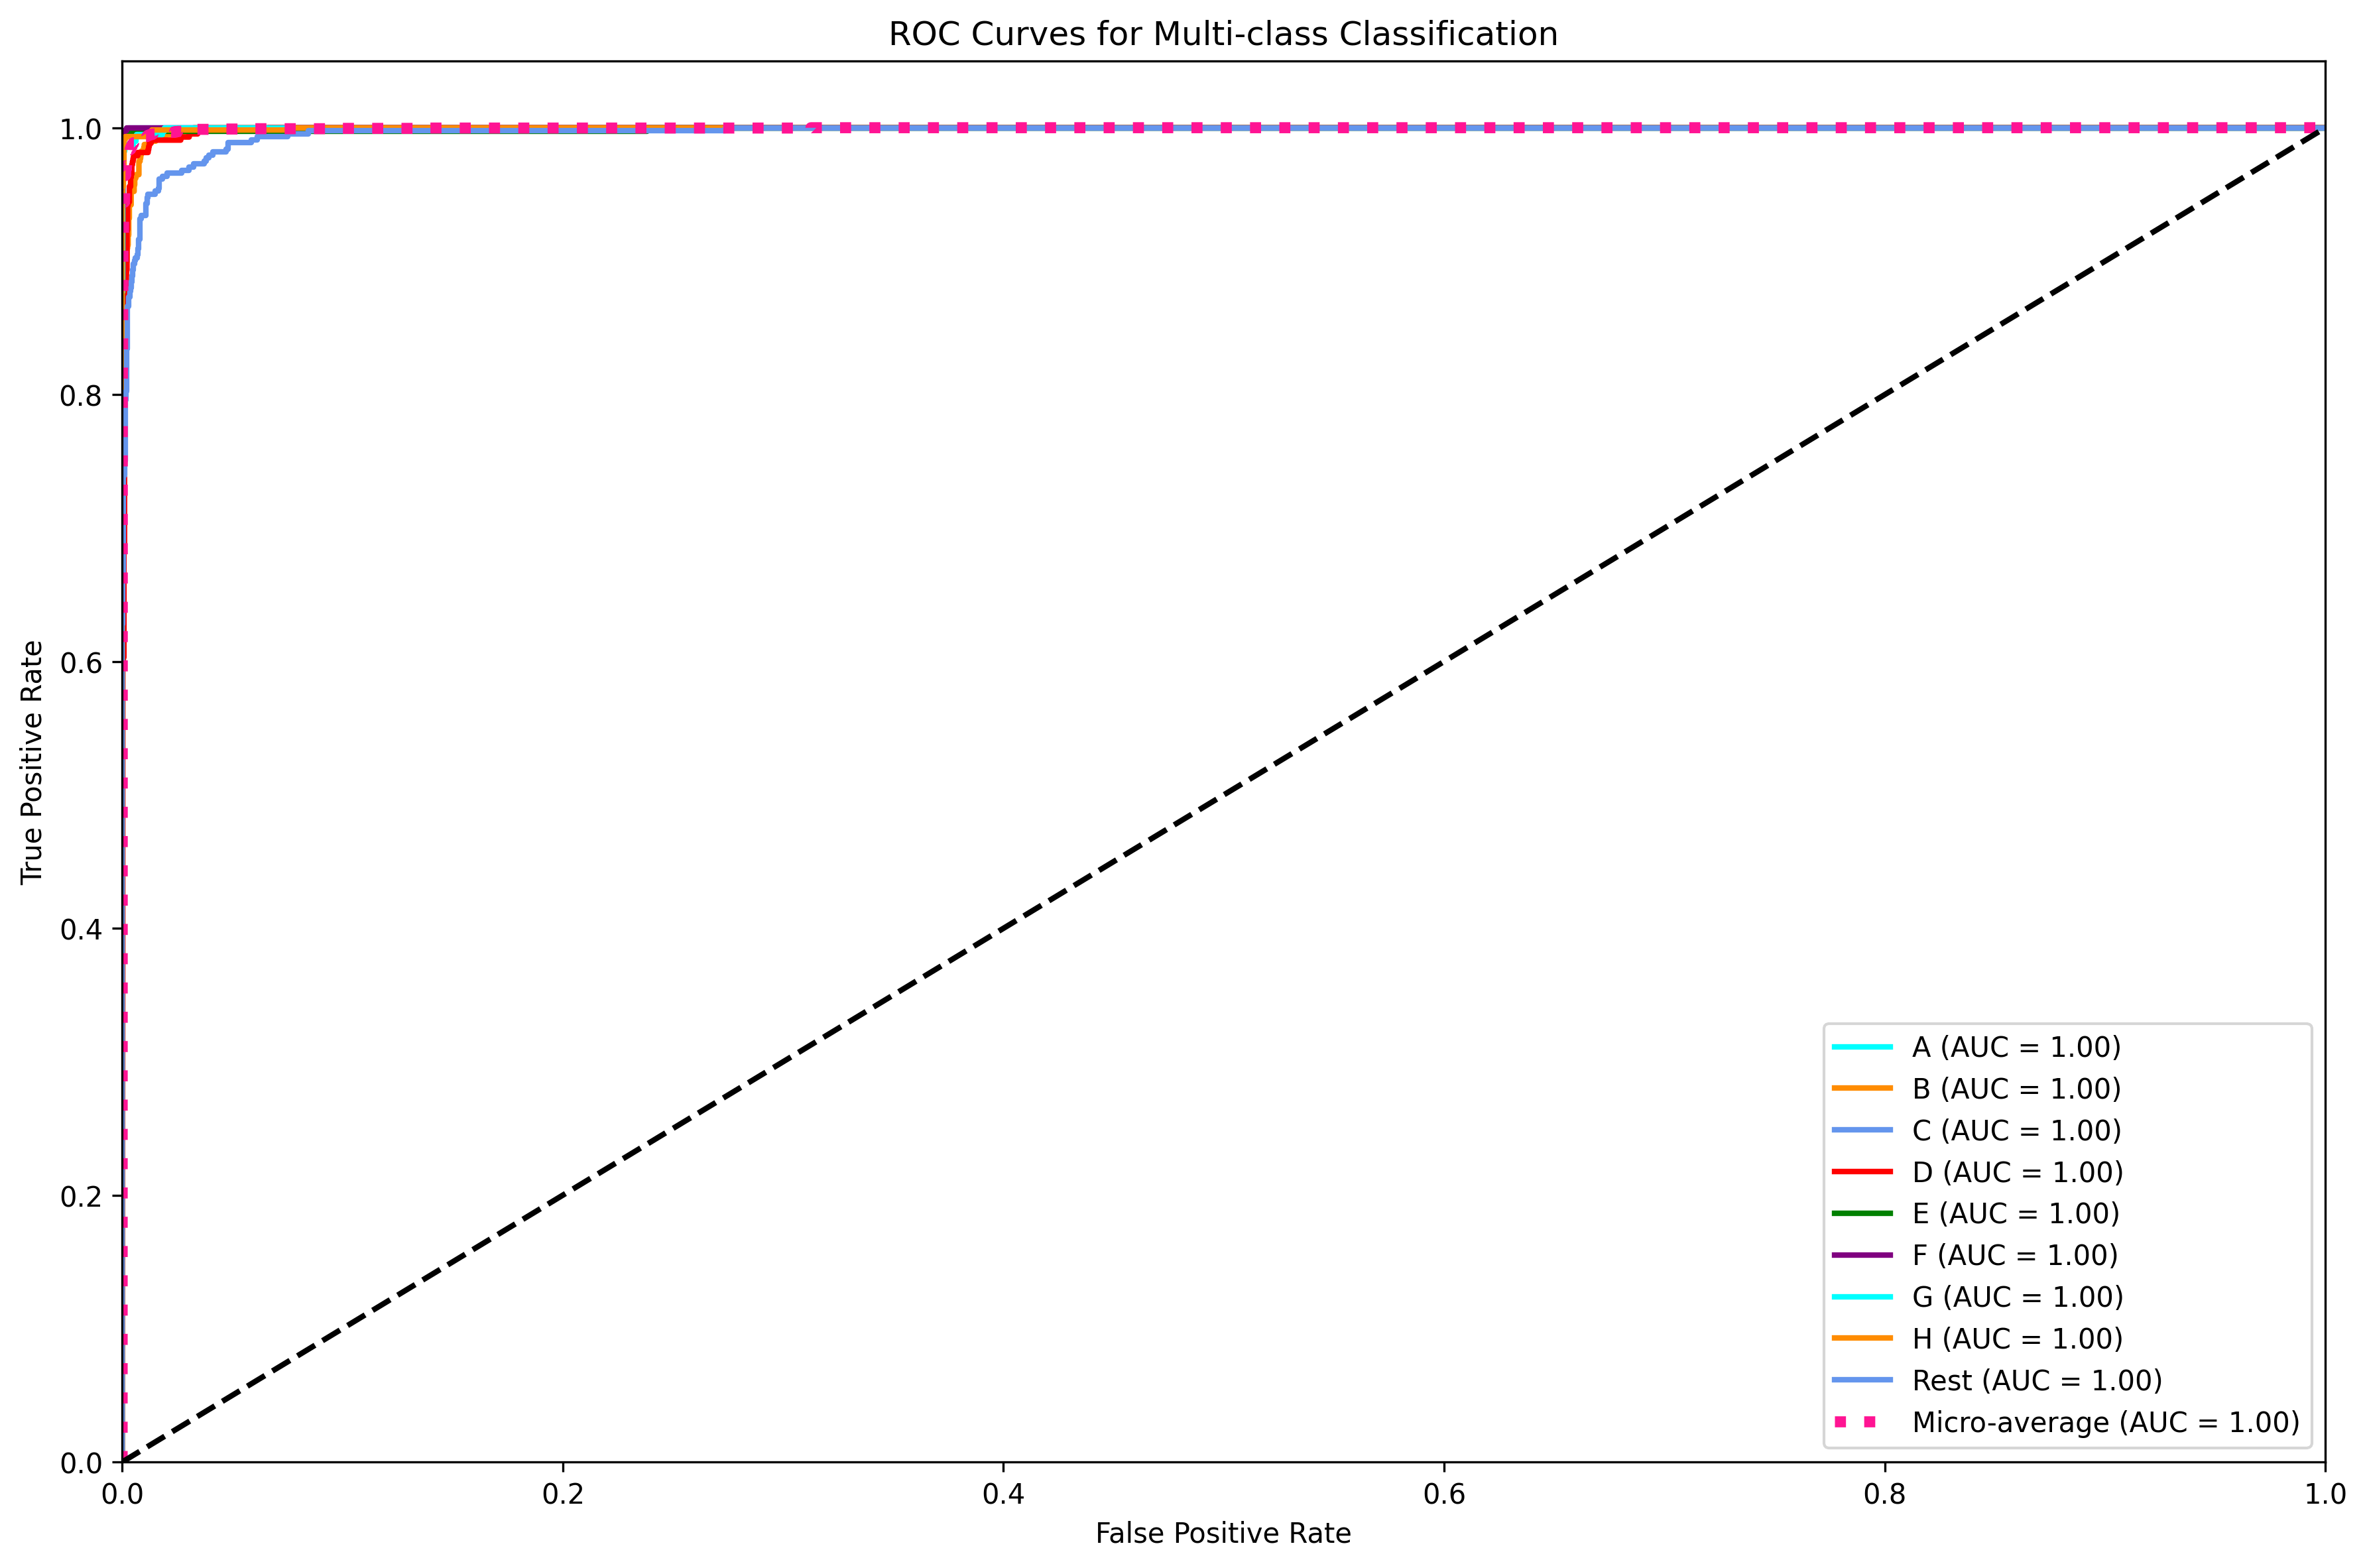 ROC Curves for Multi-class Classification
1.0
0.8
0.6
0.4
0.2
0.0
True Positive Rate
0.0 0.2 0.4 0.6 0.8 1.0
False Positive Rate
A (AUC = 1.00)
B (AUC = 1.00)
C (AUC = 1.00)
D (AUC = 1.00)
E (AUC = 1.00)
F (AUC = 1.00)
G (AUC = 1.00)
H (AUC = 1.00)
Rest (AUC = 1.00)
Micro-average (AUC = 1.00)